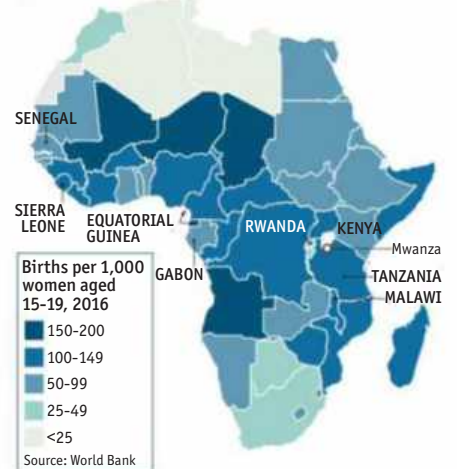 SENEGAL
SIERRA
LEONE
EQUATORIAL
GUINEA
GABON
RWANDA
KENYA
Mwanza
TANZANIA
MALAWI
Births per 1,000
women aged
15-19, 2016
150-200
100-149
50-99
25-49
<25
Source: World Bank